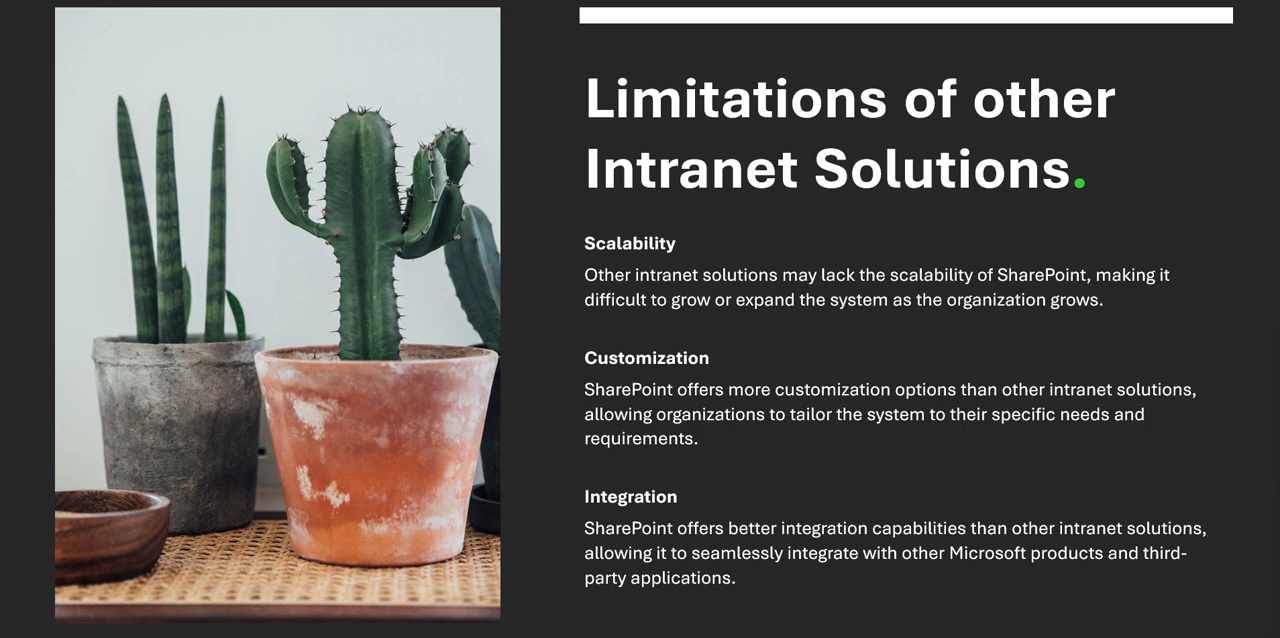 Limitations of other
Intranet Solutions.
Scalability
Other intranet solutions may lack the scalability of SharePoint, making it
difficult to grow or expand the system as the organization grows.
Customization
SharePoint offers more customization options than other intranet solutions,
allowing organizations to tailor the system to their specific needs and
requirements.
Integration
SharePoint offers better integration capabilities than other intranet solutions,
allowing it to seamlessly integrate with other Microsoft products and third-
party applications.